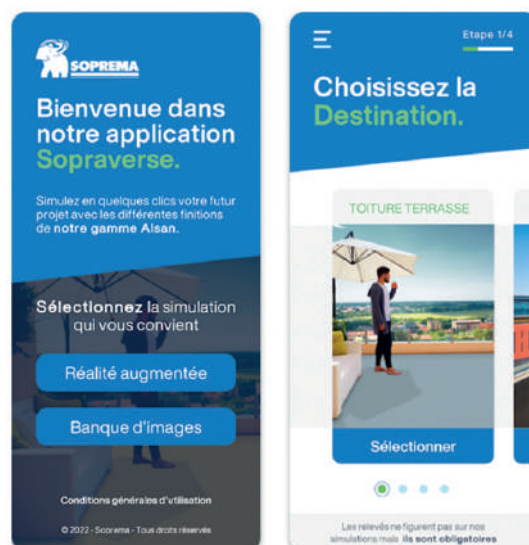 SOPREMA
Bienvenue dans
notre application
Sopraverse.
Simulez en quelques clics votre futur
projet avec les différentes finitions
de notre gamme Alsan.
Sélectionnez la simulation
qui vous convient
Réalité augmentée
Banque d'images
Conditions générales d'utilisation
© 2022 - Soprema - Tous droits réservés
Etape 1/4
Choisissez la
Destination.
TOITURE TERRASSE
Sélectionner
Les relevés ne figurent pas sur nos
simulations mais ils sont obligatoires